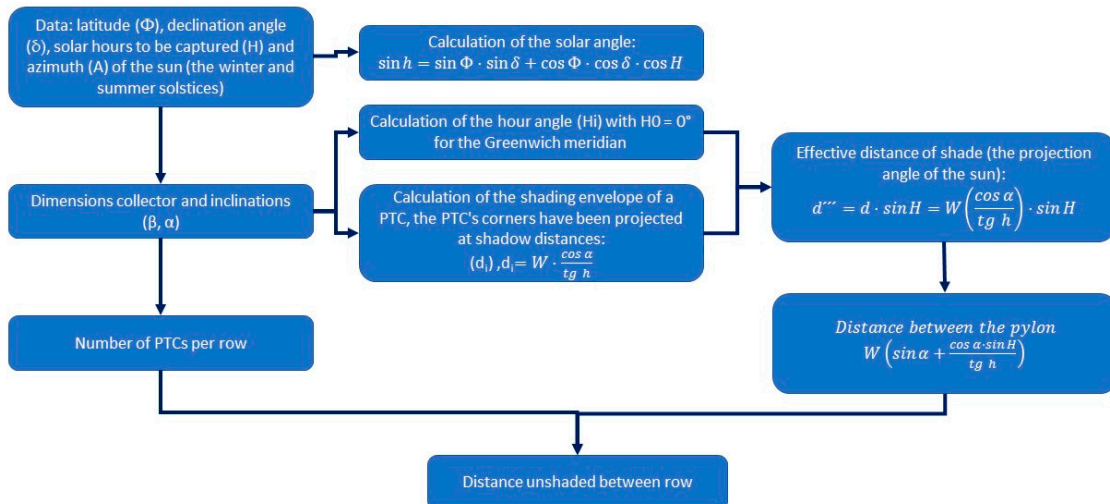 Data: latitude (Φ), declination angle
(δ), solar hours to be captured (H) and
azimuth (A) of the sun (the winter and
summer solstices)
Calculation of the solar angle:
sin h = sin Φ · sin δ + cos Φ · cos δ · cos H
Calculation of the hour angle (Hi) with H0 = 0°
for the Greenwich meridian
Dimensions collector and inclinations
(β, α)
Calculation of the shading envelope of a
PTC, the PTC's corners have been projected
at shadow distances:
(dᵢ) ,dᵢ= W · cos α / tg h
Effective distance of shade (the projection
angle of the sun):
d´´´ = d · sinH = W (cos α / tg h) · sin H
Number of PTCs per row
Distance between the pylon
W (sin α + cos α·sin H / tg h)
Distance unshaded between row